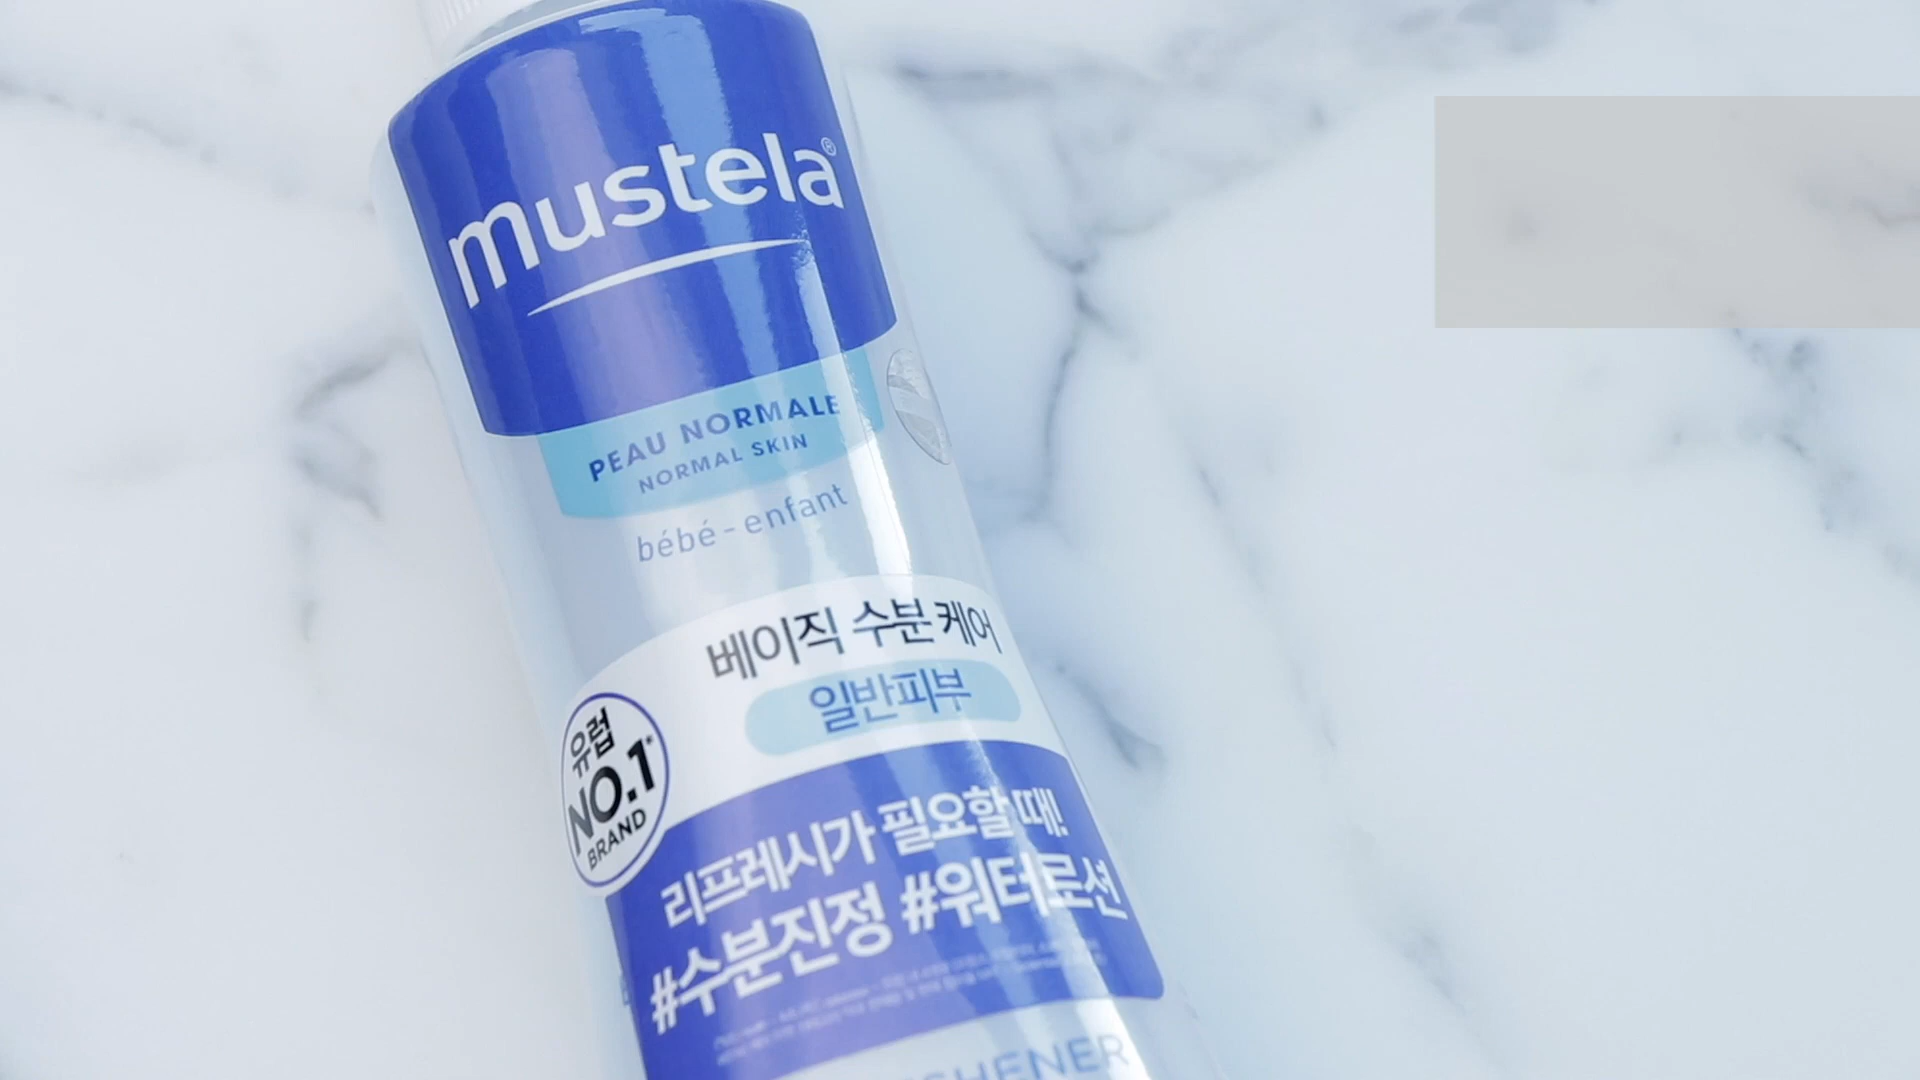 mustela®
PEAU NORMALE
NORMAL SKIN
bébé-enfant
베이직 수분 케어
일반피부
유럽
NO.1*
BRAND
리프레시가 필요할 때!
#수분진정 #워터로션